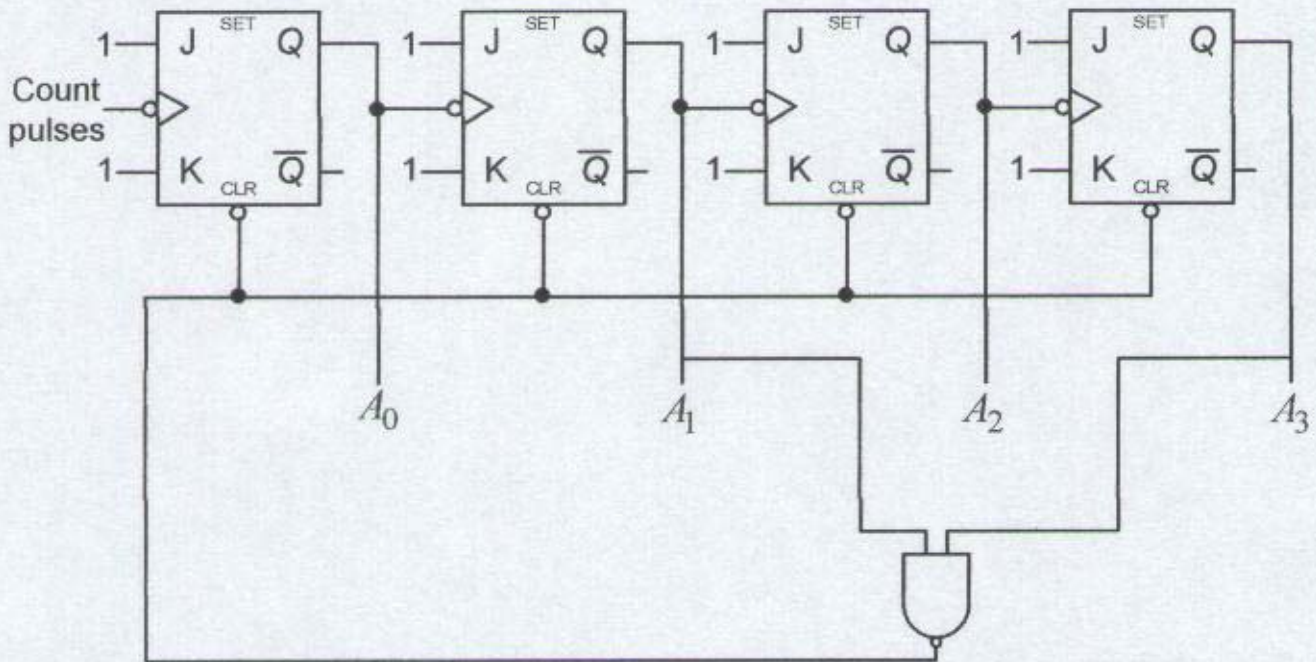 SET SET SET SET
1 J Q 1 J Q 1 J Q 1 J Q
Count
pulses
1 K Q̅ 1 K Q̅ 1 K Q̅ 1 K Q̅
CLR CLR CLR CLR
A₀ A₁ A₂ A₃